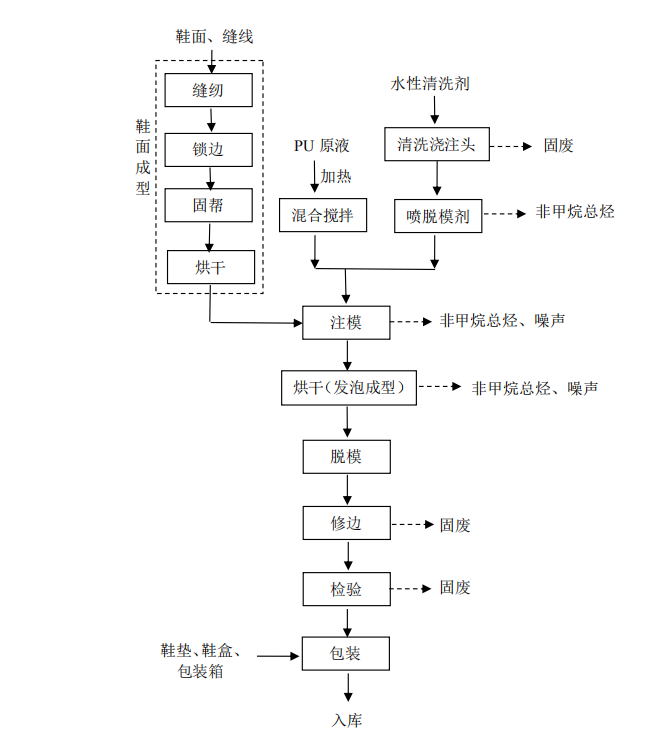 鞋面、缝线
缝纫
锁边
固帮
烘干
鞋面成型
PU 原液
加热
混合搅拌
水性清洗剂
清洗浇注头
固废
喷脱模剂
非甲烷总烃
注模
非甲烷总烃、噪声
烘干（发泡成型）
非甲烷总烃、噪声
脱模
修边
固废
检验
固废
鞋垫、鞋盒、
包装箱
包装
入库